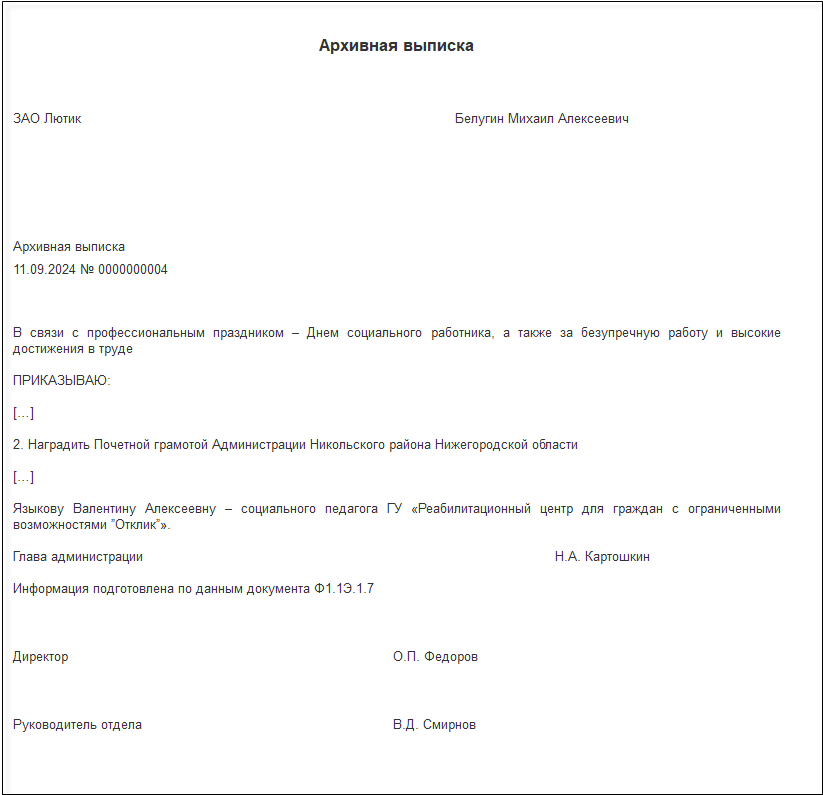 Архивная выписка
ЗАО Лютик Белугин Михаил Алексеевич
Архивная выписка
11.09.2024 № 0000000004
В связи с профессиональным праздником – Днем социального работника, а также за безупречную работу и высокие
достижения в труде
ПРИКАЗЫВАЮ:
[…]
2. Наградить Почетной грамотой Администрации Никольского района Нижегородской области
[…]
Языкову Валентину Алексеевну – социального педагога ГУ «Реабилитационный центр для граждан с ограниченными
возможностями ”Отклик”».
Глава администрации Н.А. Картошкин
Информация подготовлена по данным документа Ф1.1Э.1.7
Директор О.П. Федоров
Руководитель отдела В.Д. Смирнов